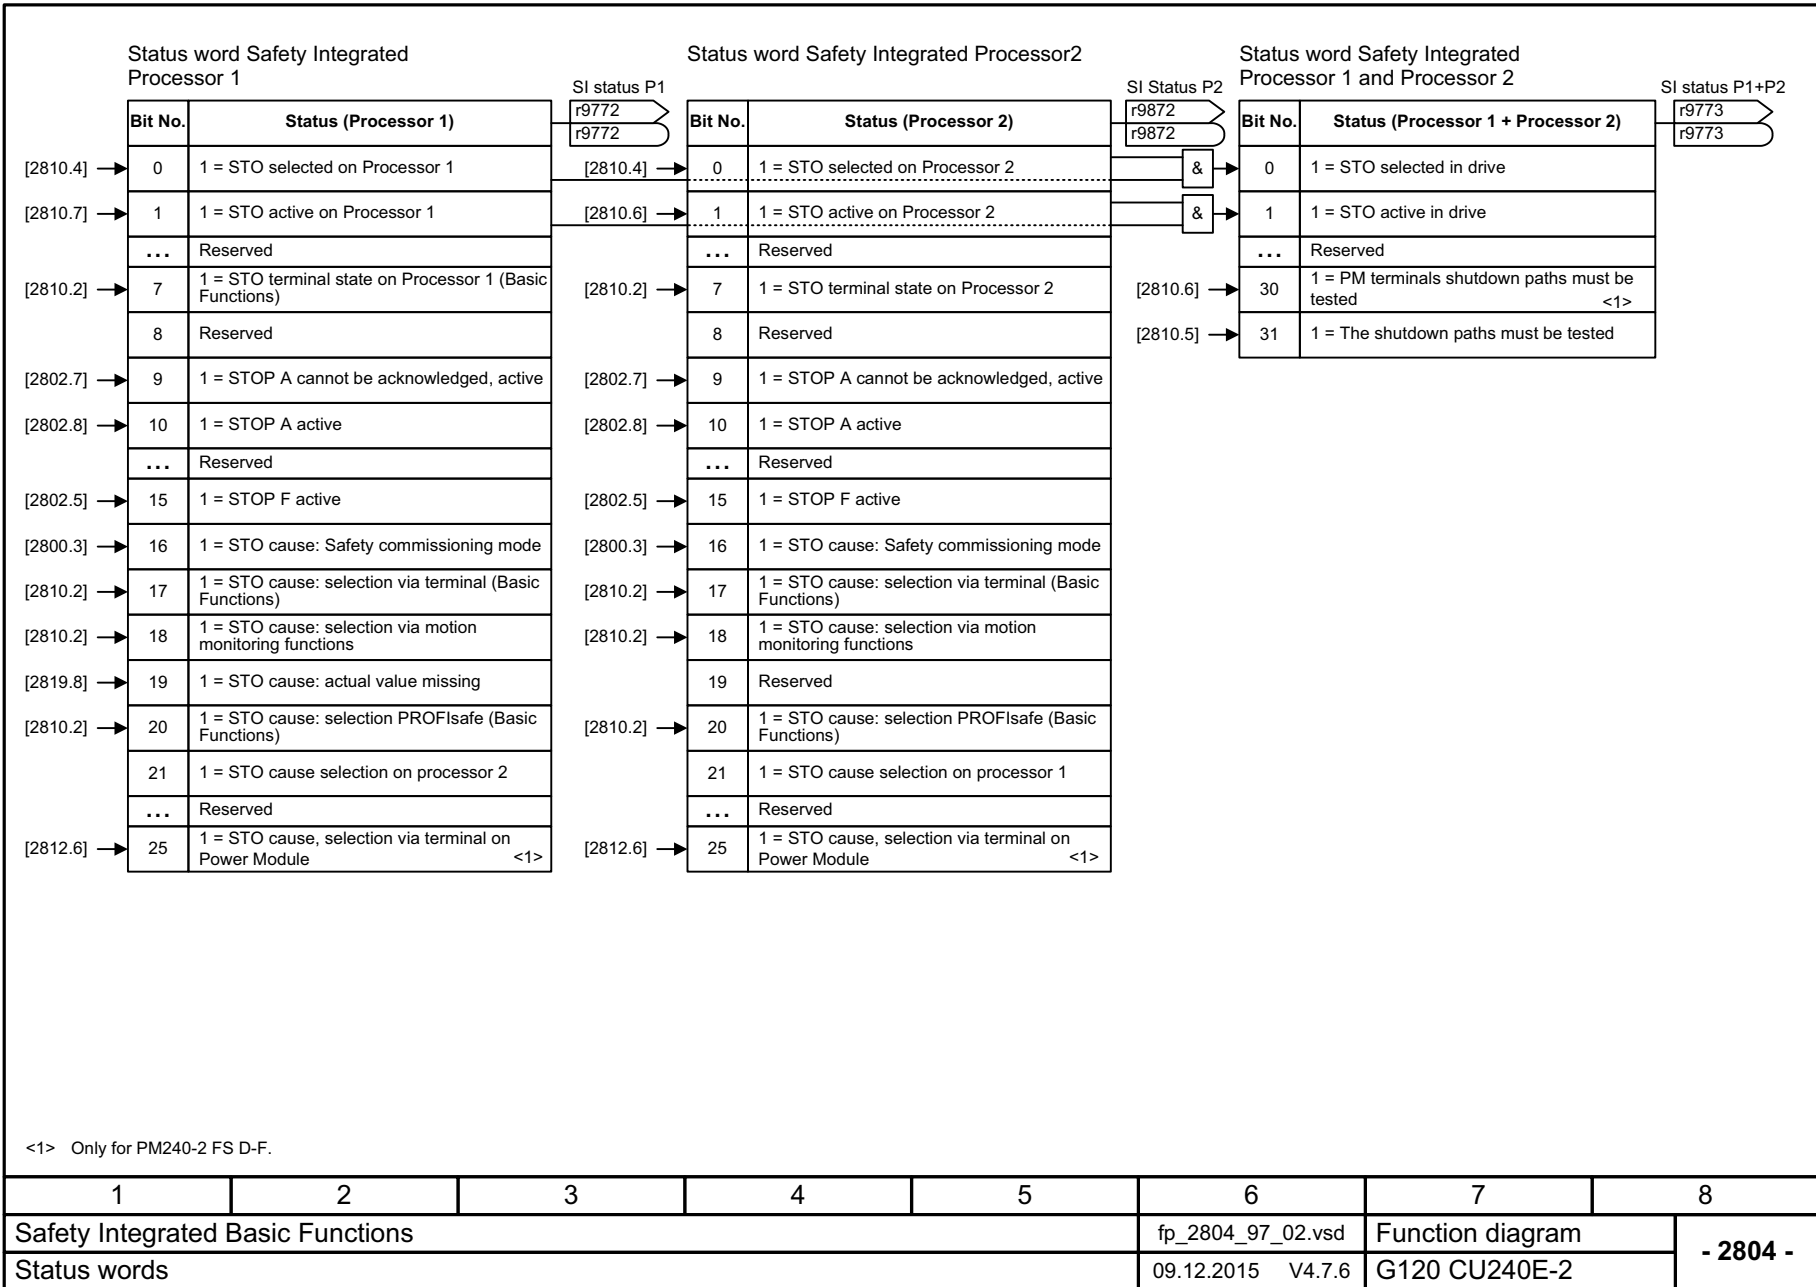 Status word Safety Integrated
Processor 1
SI status P1
r9772
r9772
Bit No. Status (Processor 1)
[2810.4] 0 1 = STO selected on Processor 1
[2810.7] 1 1 = STO active on Processor 1
... Reserved
[2810.2] 7 1 = STO terminal state on Processor 1 (Basic
Functions)
8 Reserved
[2802.7] 9 1 = STOP A cannot be acknowledged, active
[2802.8] 10 1 = STOP A active
... Reserved
[2802.5] 15 1 = STOP F active
[2800.3] 16 1 = STO cause: Safety commissioning mode
[2810.2] 17 1 = STO cause: selection via terminal (Basic
Functions)
[2810.2] 18 1 = STO cause: selection via motion
monitoring functions
[2819.8] 19 1 = STO cause: actual value missing
[2810.2] 20 1 = STO cause: selection PROFIsafe (Basic
Functions)
21 1 = STO cause selection on processor 2
... Reserved
[2812.6] 25 1 = STO cause, selection via terminal on
Power Module <1>
Status word Safety Integrated Processor2
SI Status P2
r9872
r9872
Bit No. Status (Processor 2)
[2810.4] 0 1 = STO selected on Processor 2
&
[2810.6] 1 1 = STO active on Processor 2
&
... Reserved
[2810.2] 7 1 = STO terminal state on Processor 2
8 Reserved
[2802.7] 9 1 = STOP A cannot be acknowledged, active
[2802.8] 10 1 = STOP A active
... Reserved
[2802.5] 15 1 = STOP F active
[2800.3] 16 1 = STO cause: Safety commissioning mode
[2810.2] 17 1 = STO cause: selection via terminal (Basic
Functions)
[2810.2] 18 1 = STO cause: selection via motion
monitoring functions
19 Reserved
[2810.2] 20 1 = STO cause: selection PROFIsafe (Basic
Functions)
21 1 = STO cause selection on processor 1
... Reserved
[2812.6] 25 1 = STO cause, selection via terminal on
Power Module <1>
Status word Safety Integrated
Processor 1 and Processor 2
SI status P1+P2
r9773
r9773
Bit No. Status (Processor 1 + Processor 2)
0 1 = STO selected in drive
1 1 = STO active in drive
... Reserved
[2810.6] 30 1 = PM terminals shutdown paths must be
tested <1>
[2810.5] 31 1 = The shutdown paths must be tested
<1> Only for PM240-2 FS D-F.
1 2 3 4 5 6 7 8
Safety Integrated Basic Functions fp_2804_97_02.vsd Function diagram
- 2804 -
Status words 09.12.2015 V4.7.6 G120 CU240E-2